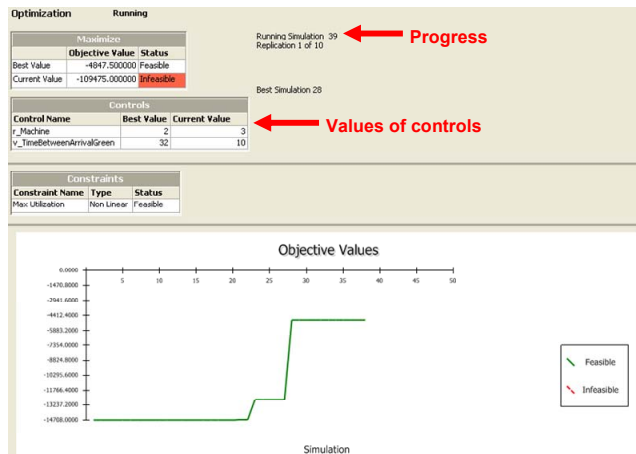 Optimization Running
Running Simulation 39
Replication 1 of 10
Progress
Maximize
Objective Value Status
Best Value -4847.500000 Feasible
Current Value -109475.000000 Infeasible
Best Simulation 28
Controls
Control Name Best Value Current Value
r_Machine 2 3
v_TimeBetweenArrivalGreen 32 10
Values of controls
Constraints
Constraint Name Type Status
Max Utilization Non Linear Feasible
Objective Values
0.0000
5 10 15 20 25 30 35 40 45 50
-1470.8000
-2941.6000
-4412.4000
-5883.2000
-7354.0000
-8824.8000
-10295.6000
-11766.4000
-13237.2000
-14708.0000
Feasible
Infeasible
Simulation